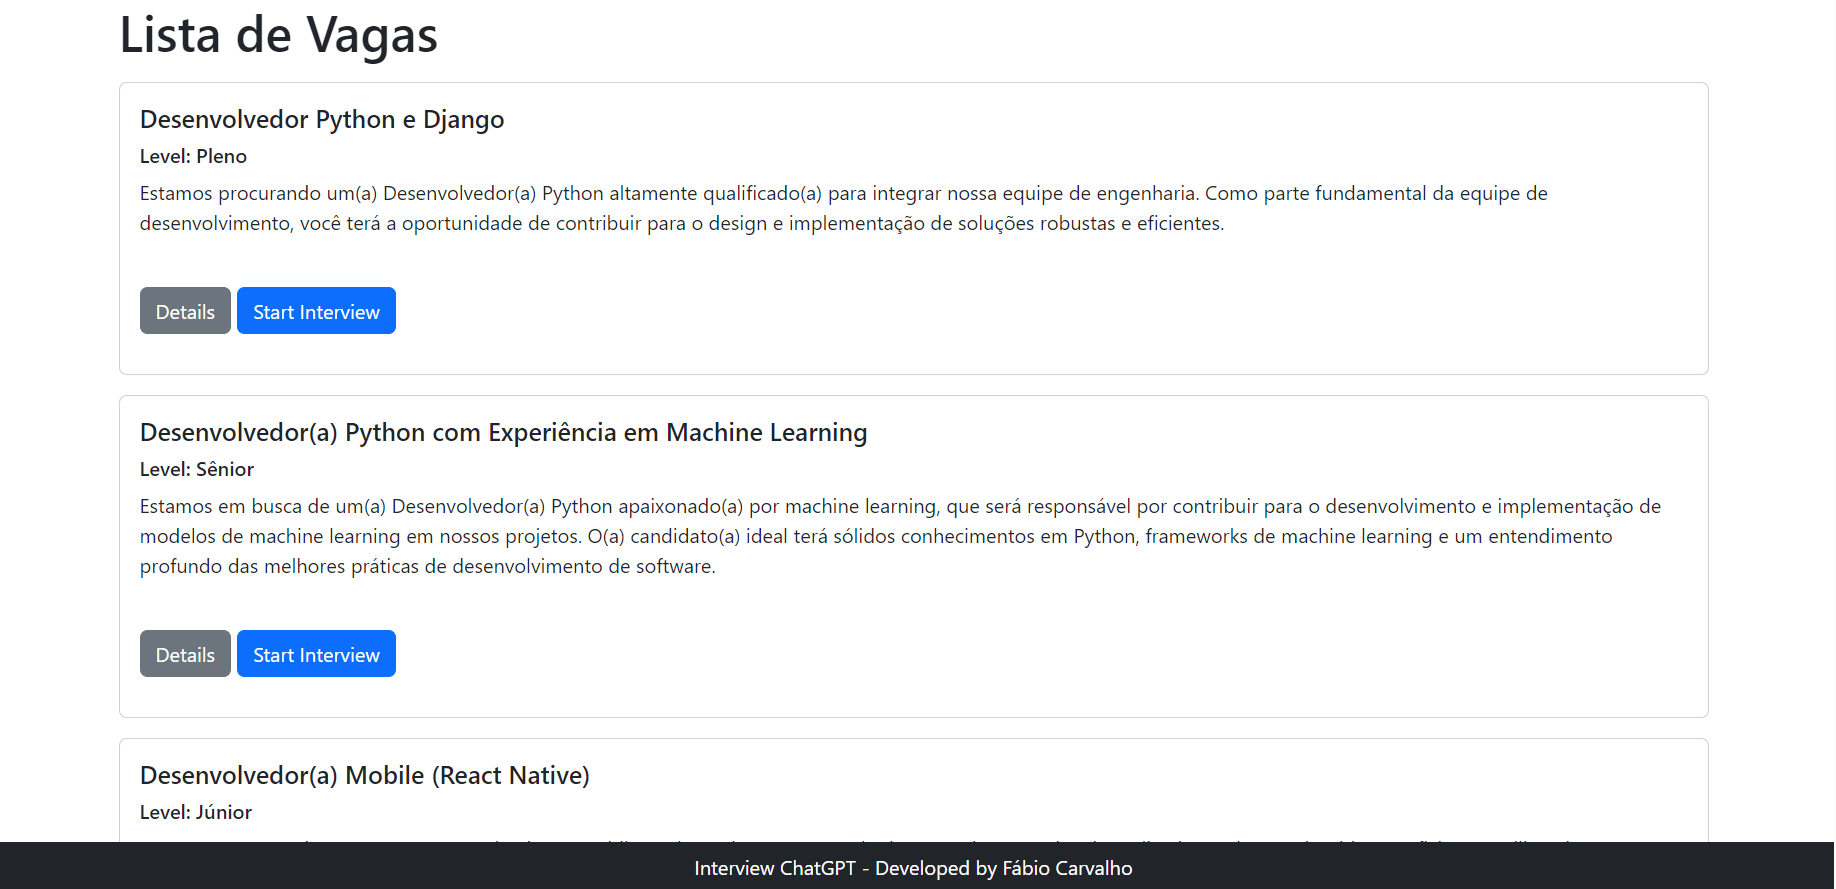 Lista de Vagas
Desenvolvedor Python e Django
Level: Pleno
Estamos procurando um(a) Desenvolvedor(a) Python altamente qualificado(a) para integrar nossa equipe de engenharia. Como parte fundamental da equipe de
desenvolvimento, você terá a oportunidade de contribuir para o design e implementação de soluções robustas e eficientes.
Details Start Interview
Desenvolvedor(a) Python com Experiência em Machine Learning
Level: Sênior
Estamos em busca de um(a) Desenvolvedor(a) Python apaixonado(a) por machine learning, que será responsável por contribuir para o desenvolvimento e implementação de
modelos de machine learning em nossos projetos. O(a) candidato(a) ideal terá sólidos conhecimentos em Python, frameworks de machine learning e um entendimento
profundo das melhores práticas de desenvolvimento de software.
Details Start Interview
Desenvolvedor(a) Mobile (React Native)
Level: Júnior
Interview ChatGPT - Developed by Fábio Carvalho